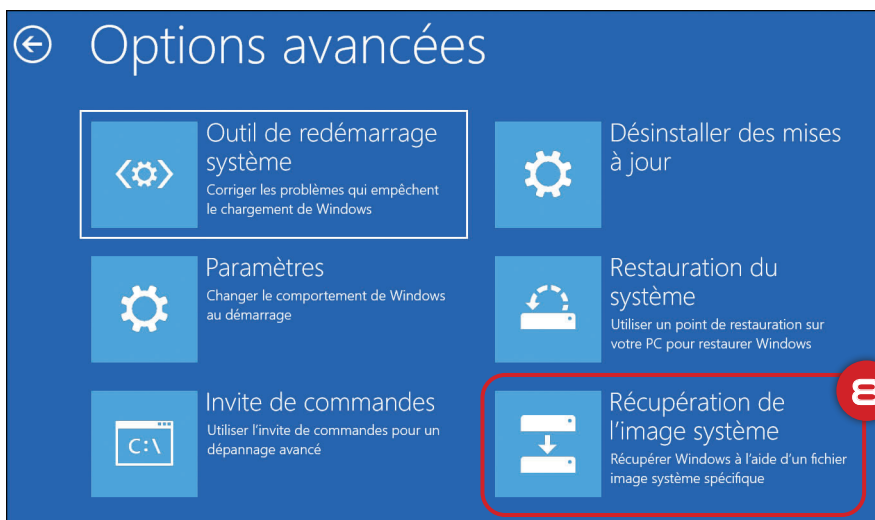 Options avancées
Outil de redémarrage
système
Corriger les problèmes qui empêchent
le chargement de Windows
Désinstaller des mises
à jour
Paramètres
Changer le comportement de Windows
au démarrage
Restauration du
système
Utiliser un point de restauration sur
votre PC pour restaurer Windows
C:\
Invite de commandes
Utiliser l'invite de commandes pour un
dépannage avancé
8
Récupération de
l'image système
Récupérer Windows à l'aide d'un fichier
image système spécifique